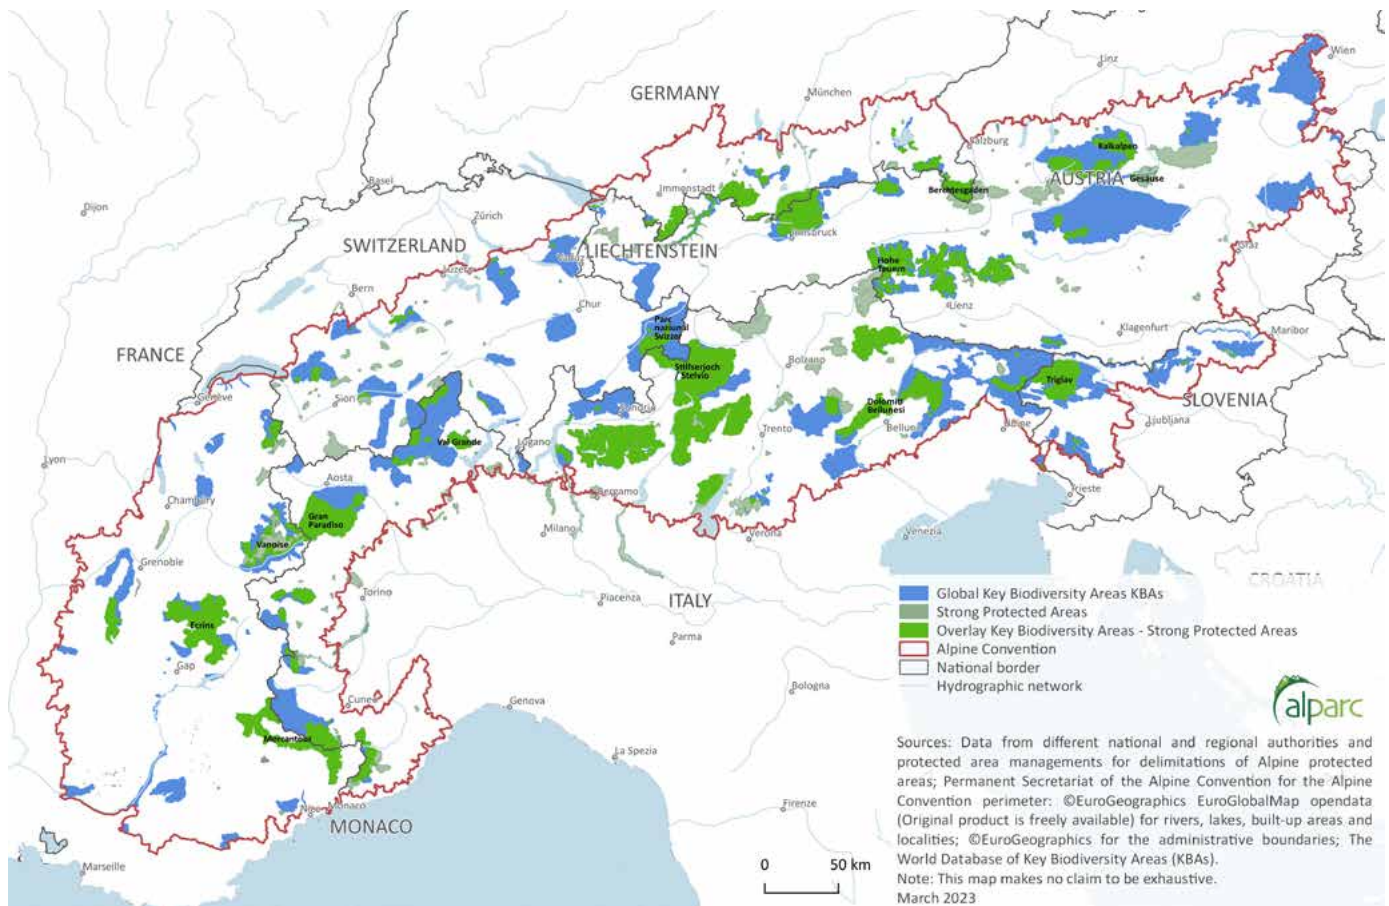 Linz
Wien
München
GERMANY
Salzburg
Kalkalpen
Gesäuse
AUSTRIA
Basel
Immenstadt
Berchtesgaden
Dijon
Zürich
Innsbruck
SWITZERLAND
LIECHTENSTEIN
Vaduz
Luzern
Graz
Hohe
Tauern
Bern
Chur
Lienz
Parc
national
Svizzer
Klagenfurt
Maribor
FRANCE
Stilfserjoch
Stelvio
Bolzano
Triglav
Genève
Sion
Sondrio
Dolomiti
Bellunesi
SLOVENIA
Val Grande
Lugano
Trento
Belluno
Udine
Ljubljana
Lyon
Aosta
Chambéry
Bergamo
Trieste
Gran
Paradiso
Milano
Verona
Venezia
Vanoise
Grenoble
CROATIA
Torino
Piacenza
ITALY
Ecrins
Parma
Gap
Cuneo
Genova
Bologna
Mercantour
La Spezia
Nice
Monaco
MONACO
Firenze
Marseille
Global Key Biodiversity Areas KBAs
Strong Protected Areas
Overlay Key Biodiversity Areas - Strong Protected Areas
Alpine Convention
National border
Hydrographic network
alparc
0 50 km
Sources: Data from different national and regional authorities and
protected area managements for delimitations of Alpine protected
areas; Permanent Secretariat of the Alpine Convention for the Alpine
Convention perimeter: ©EuroGeographics EuroGlobalMap opendata
(Original product is freely available) for rivers, lakes, built-up areas and
localities; ©EuroGeographics for the administrative boundaries; The
World Database of Key Biodiversity Areas (KBAs).
Note: This map makes no claim to be exhaustive.
March 2023